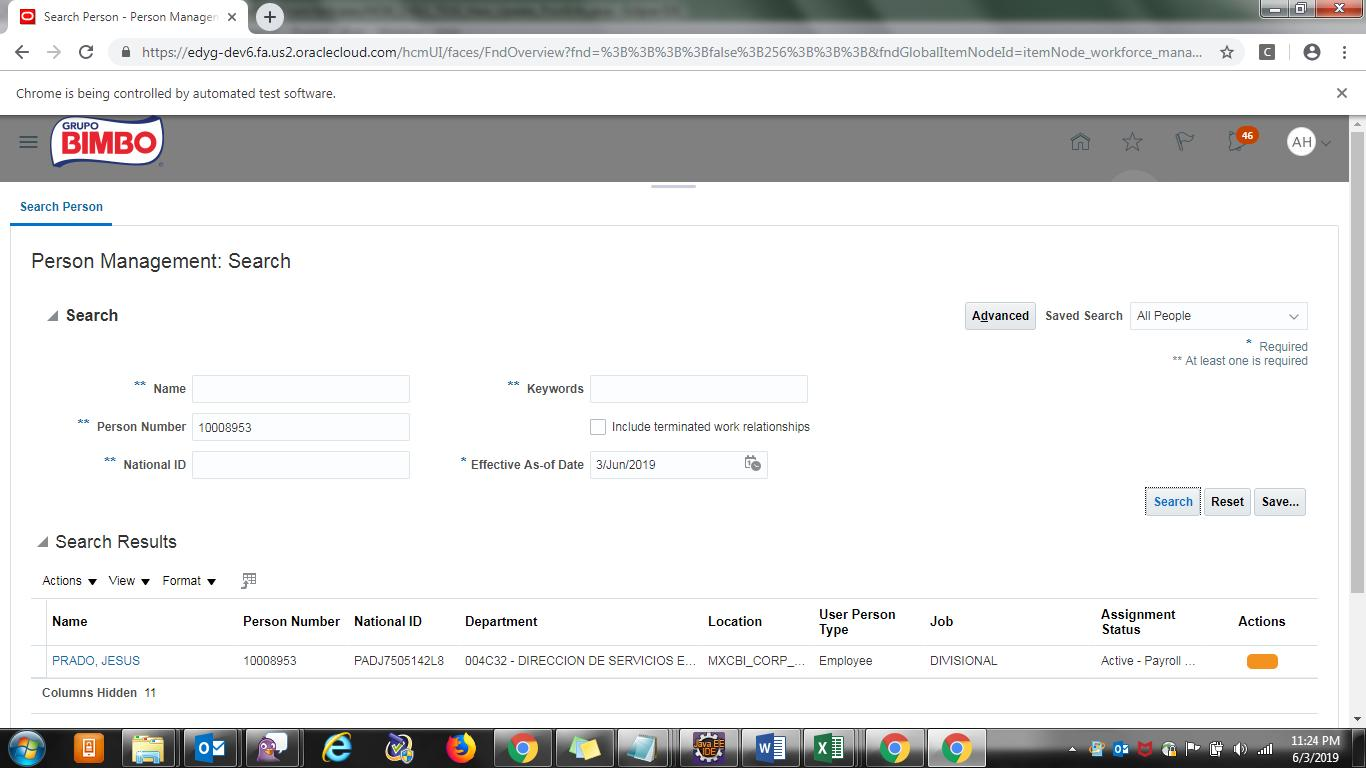 Search Person - Person Managem
https://edyg-dev6.fa.us2.oraclecloud.com/hcmUI/faces/FndOverview?fnd=%3B%3B%3B%3Bfalse%3B256%3B%3B%3B&fndGlobalItemNodeId=itemNode_workforce_mana...
C
Chrome is being controlled by automated test software.
GRUPO
BIMBO
46
AH
Search Person
Person Management: Search
Search
Advanced Saved Search All People
* Required
** At least one is required
** Name ** Keywords
** Person Number 10008953 Include terminated work relationships
** National ID * Effective As-of Date 3/Jun/2019
Search Reset Save...
Search Results
Actions View Format
Name Person Number National ID Department Location User Person Type Job Assignment Status Actions
PRADO, JESUS 10008953 PADJ7505142L8 004C32 - DIRECCION DE SERVICIOS E... MXCBI_CORP_... Employee DIVISIONAL Active - Payroll ...
Columns Hidden 11
Java EE
IDE
11:24 PM
6/3/2019